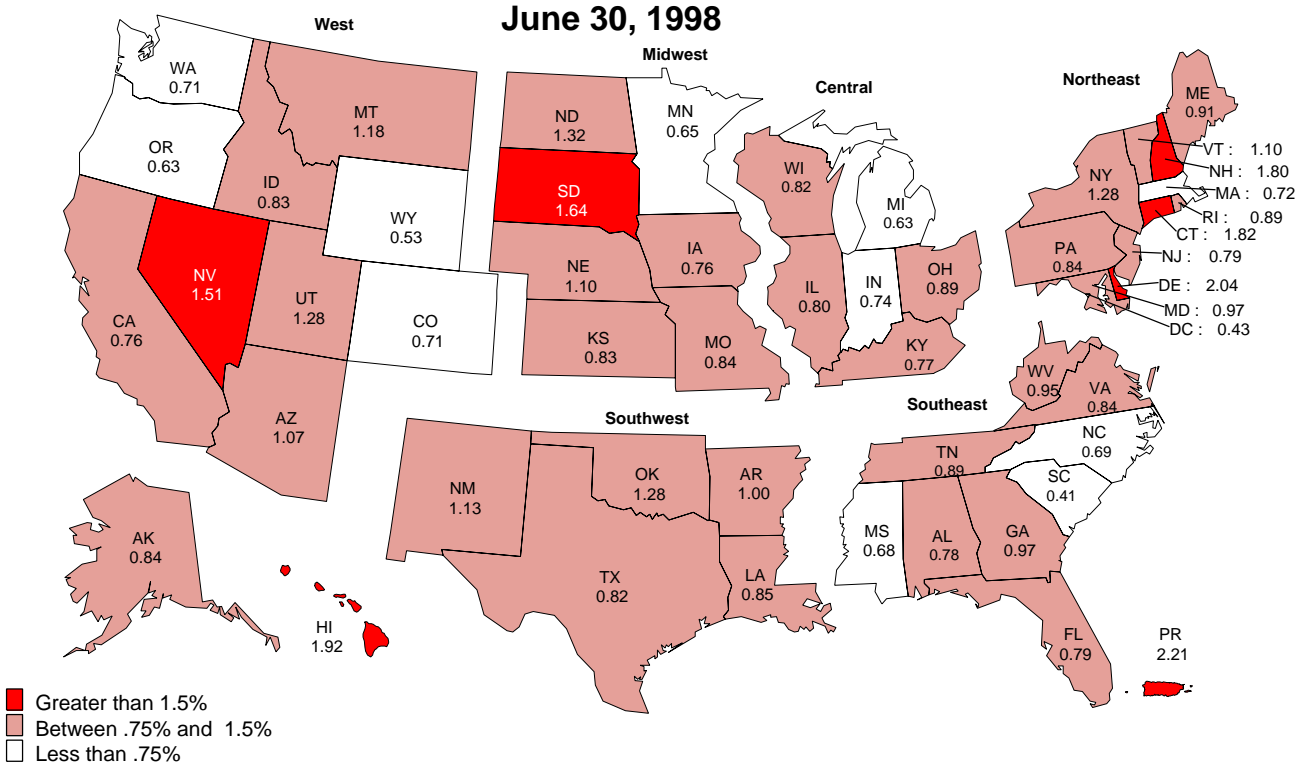 June 30, 1998
West
Midwest
Central
Northeast
WA
0.71
OR
0.63
MT
1.18
ID
0.83
WY
0.53
NV
1.51
UT
1.28
CO
0.71
CA
0.76
AZ
1.07
AK
0.84
HI
1.92
ND
1.32
SD
1.64
MN
0.65
NE
1.10
IA
0.76
KS
0.83
MO
0.84
WI
0.82
MI
0.63
IL
0.80
IN
0.74
OH
0.89
KY
0.77
ME
0.91
NY
1.28
VT : 1.10
NH : 1.80
MA : 0.72
RI : 0.89
CT : 1.82
PA
0.84
NJ : 0.79
DE : 2.04
MD : 0.97
DC : 0.43
Southwest
NM
1.13
OK
1.28
AR
1.00
TX
0.82
LA
0.85
Southeast
WV
0.95
VA
0.84
NC
0.69
TN
0.89
SC
0.41
MS
0.68
AL
0.78
GA
0.97
FL
0.79
PR
2.21
Greater than 1.5%
Between .75% and 1.5%
Less than .75%